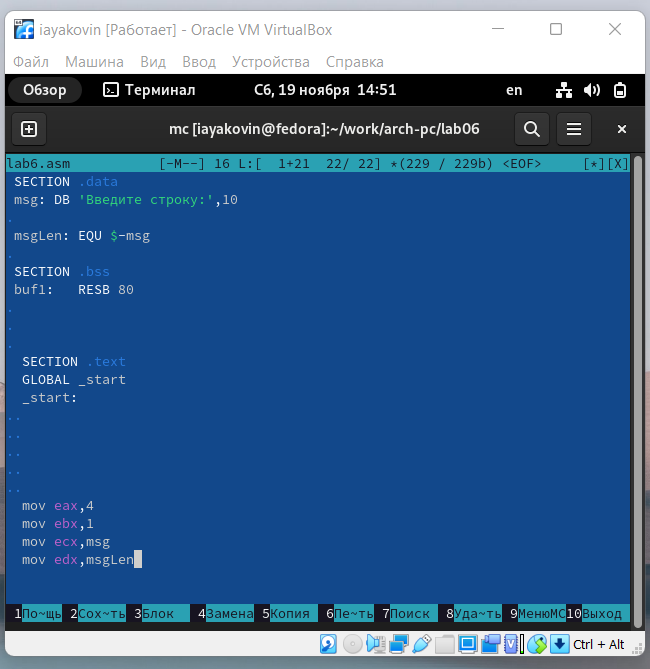 iayakovin [Работает] - Oracle VM VirtualBox
Файл Машина Вид Ввод Устройства Справка
Обзор Терминал Сб, 19 ноября 14:51 en
mc [iayakovin@fedora]:~/work/arch-pc/lab06
lab6.asm [-M--] 16 L:[ 1+21 22/ 22] *(229 / 229b) <EOF> [*][X]
SECTION .data
msg: DB 'Введите строку:',10
.
msgLen: EQU $-msg
.
SECTION .bss
buf1: RESB 80
.
.
.
SECTION .text
GLOBAL _start
_start:
..
..
..
..
..
mov eax,4
mov ebx,1
mov ecx,msg
mov edx,msgLen
1По~щь 2Сох~ть 3Блок 4Замена 5Копия 6Пе~ть 7Поиск 8Уда~ть 9МенюMC 10Выход
Ctrl + Alt